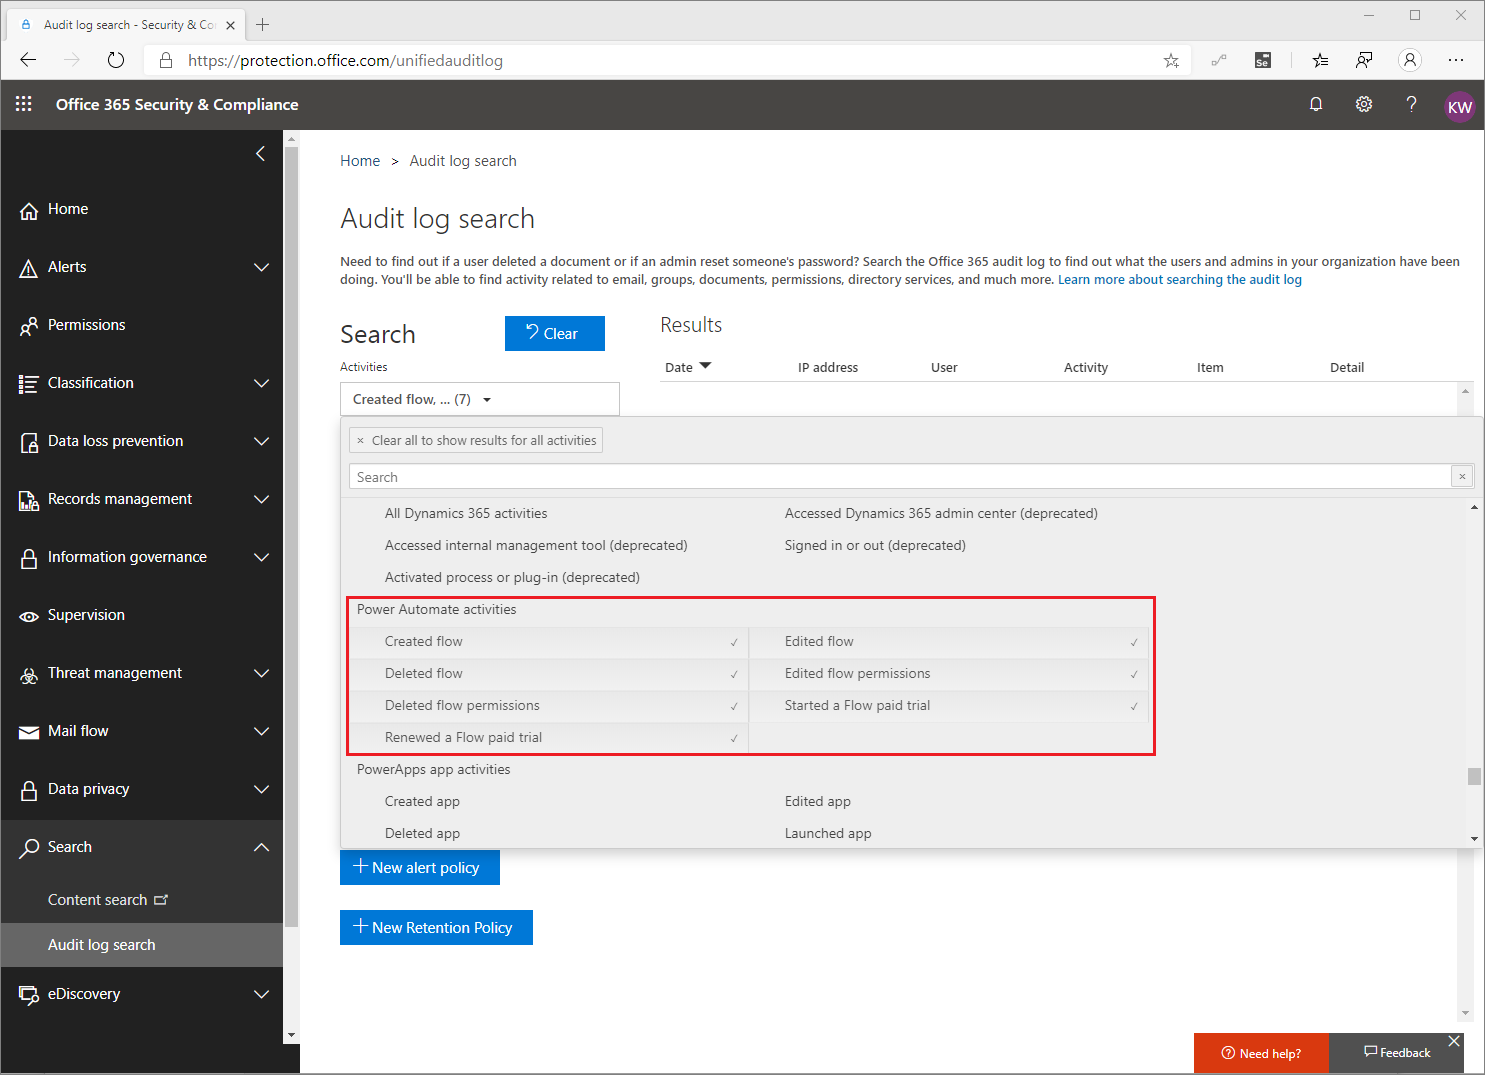 Audit log search - Security & Co
https://protection.office.com/unifiedauditlog
Se
Office 365 Security & Compliance
KW
Home
Alerts
Permissions
Classification
Data loss prevention
Records management
Information governance
Supervision
Threat management
Mail flow
Data privacy
Search
Content search
Audit log search
eDiscovery
Home > Audit log search
Audit log search
Need to find out if a user deleted a document or if an admin reset someone's password? Search the Office 365 audit log to find out what the users and admins in your organization have been
doing. You'll be able to find activity related to email, groups, documents, permissions, directory services, and much more. Learn more about searching the audit log
Search
Clear
Activities
Created flow, ... (7)
Results
Date IP address User Activity Item Detail
× Clear all to show results for all activities
Search
All Dynamics 365 activities Accessed Dynamics 365 admin center (deprecated)
Accessed internal management tool (deprecated) Signed in or out (deprecated)
Activated process or plug-in (deprecated)
Power Automate activities
Created flow ✓ Edited flow ✓
Deleted flow ✓ Edited flow permissions ✓
Deleted flow permissions ✓ Started a Flow paid trial ✓
Renewed a Flow paid trial ✓
PowerApps app activities
Created app Edited app
Deleted app Launched app
+ New alert policy
+ New Retention Policy
Need help?
Feedback